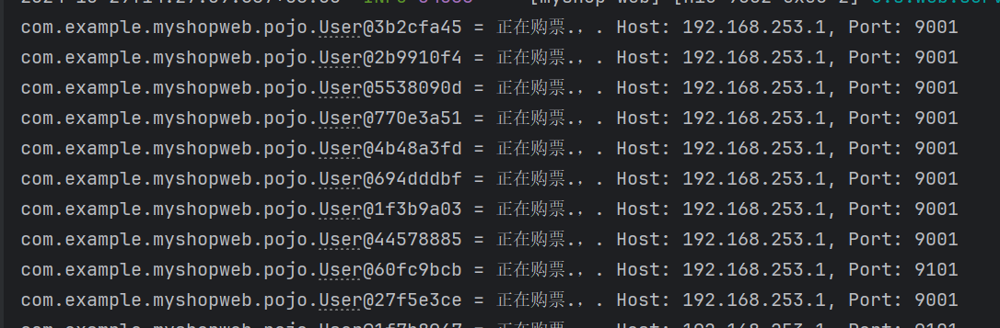 com.example.myshopweb.pojo.User@3b2cfa45 = 正在购票.，. Host: 192.168.253.1, Port: 9001
com.example.myshopweb.pojo.User@2b9910f4 = 正在购票.，. Host: 192.168.253.1, Port: 9001
com.example.myshopweb.pojo.User@5538090d = 正在购票.，. Host: 192.168.253.1, Port: 9001
com.example.myshopweb.pojo.User@770e3a51 = 正在购票.，. Host: 192.168.253.1, Port: 9001
com.example.myshopweb.pojo.User@4b48a3fd = 正在购票.，. Host: 192.168.253.1, Port: 9001
com.example.myshopweb.pojo.User@694dddbf = 正在购票.，. Host: 192.168.253.1, Port: 9001
com.example.myshopweb.pojo.User@1f3b9a03 = 正在购票.，. Host: 192.168.253.1, Port: 9001
com.example.myshopweb.pojo.User@44578885 = 正在购票.，. Host: 192.168.253.1, Port: 9001
com.example.myshopweb.pojo.User@60fc9bcb = 正在购票.，. Host: 192.168.253.1, Port: 9101
com.example.myshopweb.pojo.User@27f5e3ce = 正在购票.，. Host: 192.168.253.1, Port: 9001